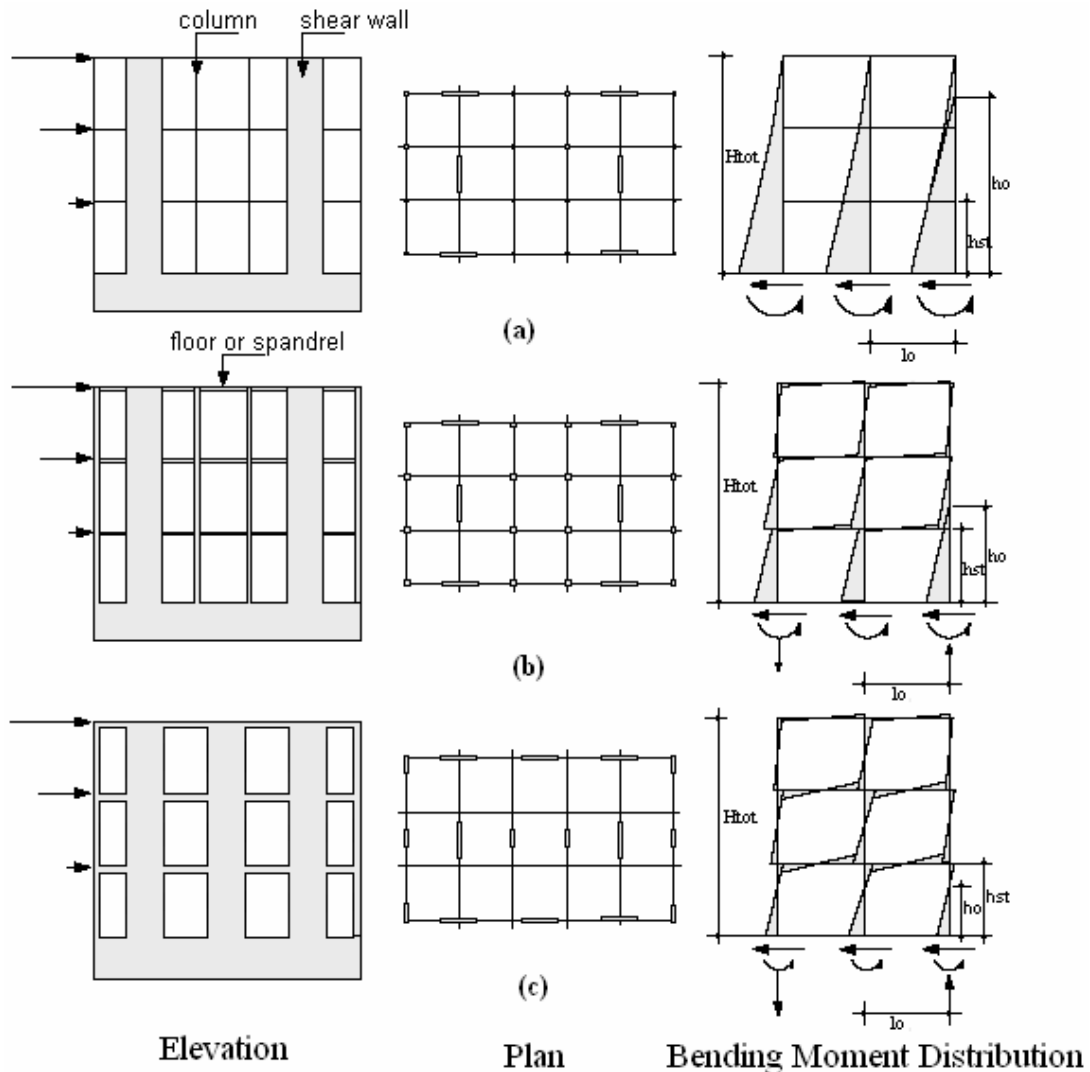 column
shear wall
Htot.
ho
hst
lo
(a)
floor or spandrel
Htot.
ho
hst
lo
(b)
Htot.
ho
hst
lo
(c)
Elevation
Plan
Bending Moment Distribution